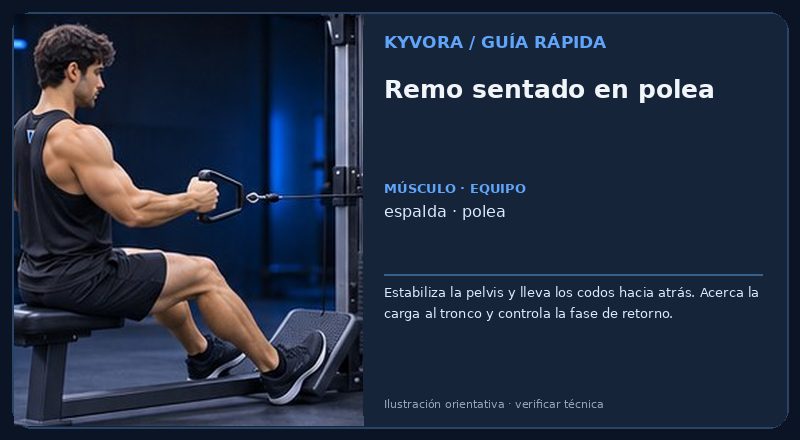 KYVORA / GUÍA RÁPIDA
Remo sentado en polea
MÚSCULO · EQUIPO
espalda · polea
Estabiliza la pelvis y lleva los codos hacia atrás. Acerca la
carga al tronco y controla la fase de retorno.
Ilustración orientativa · verificar técnica